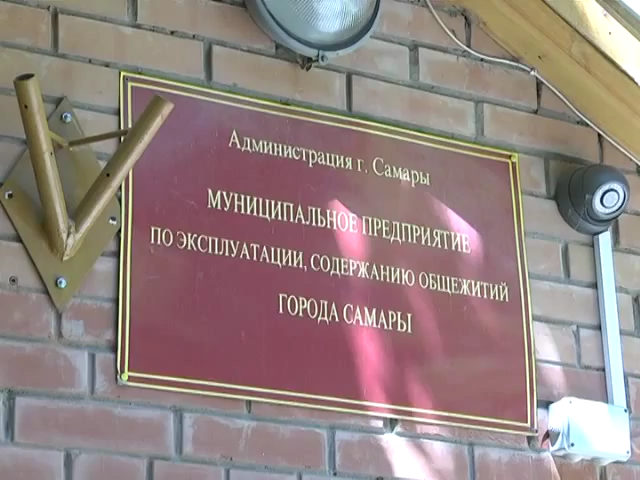 Администрация г. Самары
МУНИЦИПАЛЬНОЕ ПРЕДПРИЯТИЕ
ПО ЭКСПЛУАТАЦИИ, СОДЕРЖАНИЮ ОБЩЕЖИТИЙ
ГОРОДА САМАРЫ